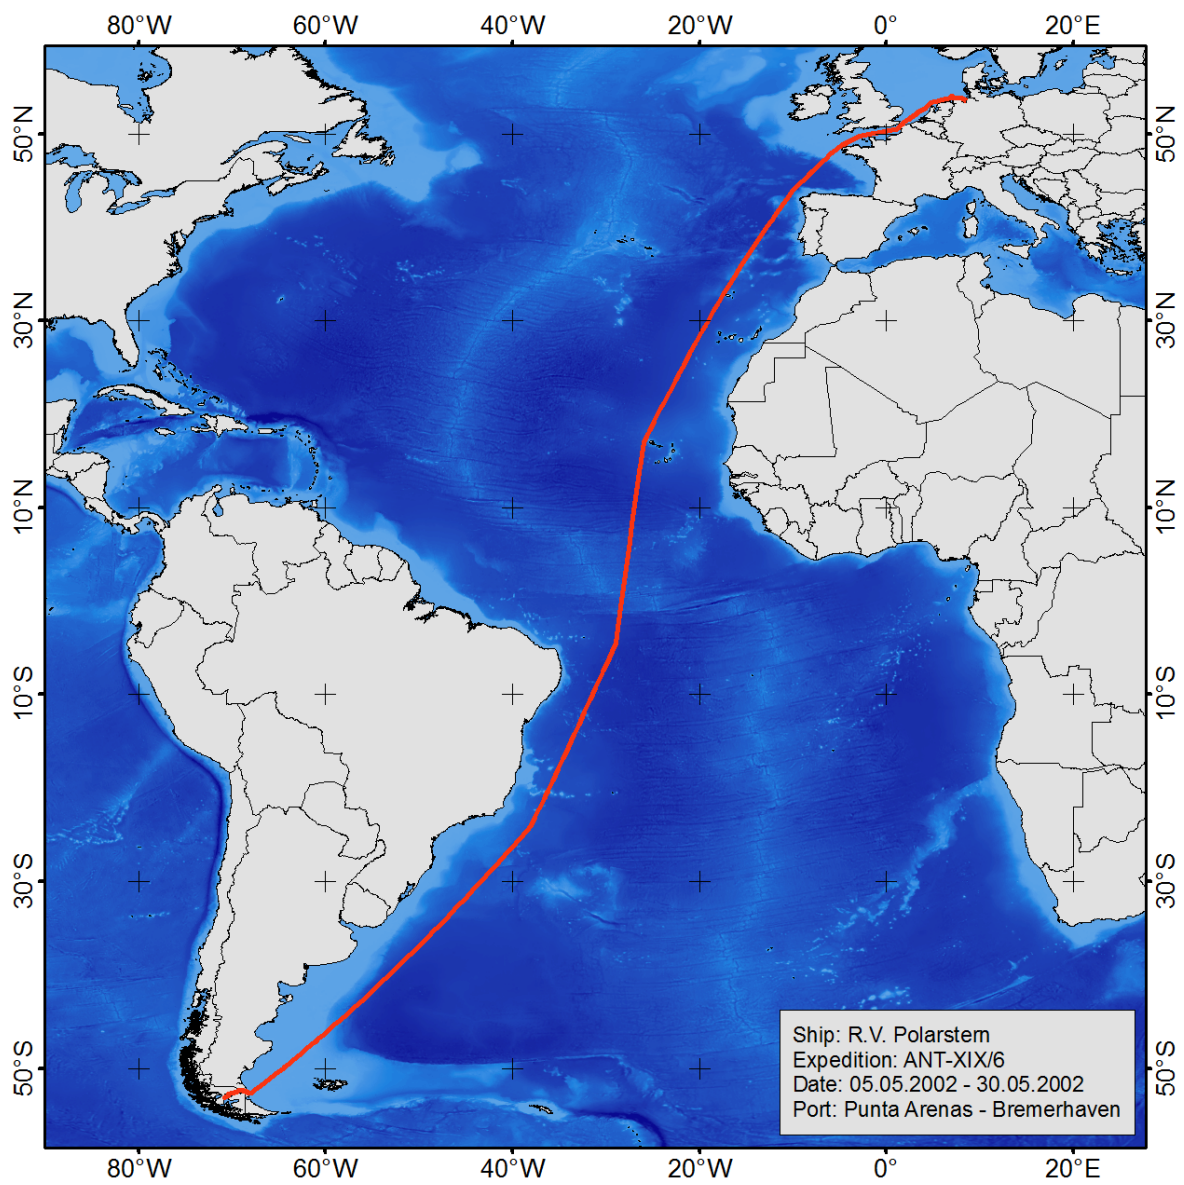 80°W 60°W 40°W 20°W 0° 20°E
50°N 50°N
30°N 30°N
10°N 10°N
10°S 10°S
30°S 30°S
50°S 50°S
Ship: R.V. Polarstern
Expedition: ANT-XIX/6
Date: 05.05.2002 - 30.05.2002
Port: Punta Arenas - Bremerhaven
80°W 60°W 40°W 20°W 0° 20°E